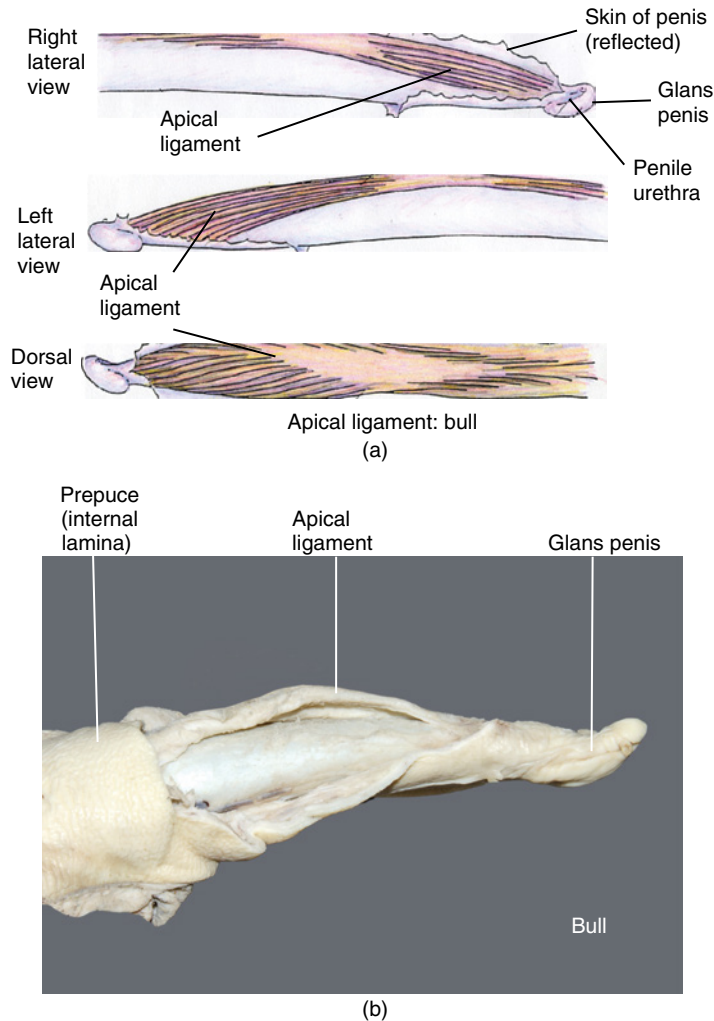 Right
lateral
view
Skin of penis
(reflected)
Apical
ligament
Glans
penis
Penile
urethra
Left
lateral
view
Apical
ligament
Dorsal
view
Apical ligament: bull
(a)
Prepuce
(internal
lamina)
Apical
ligament
Glans penis
Bull
(b)